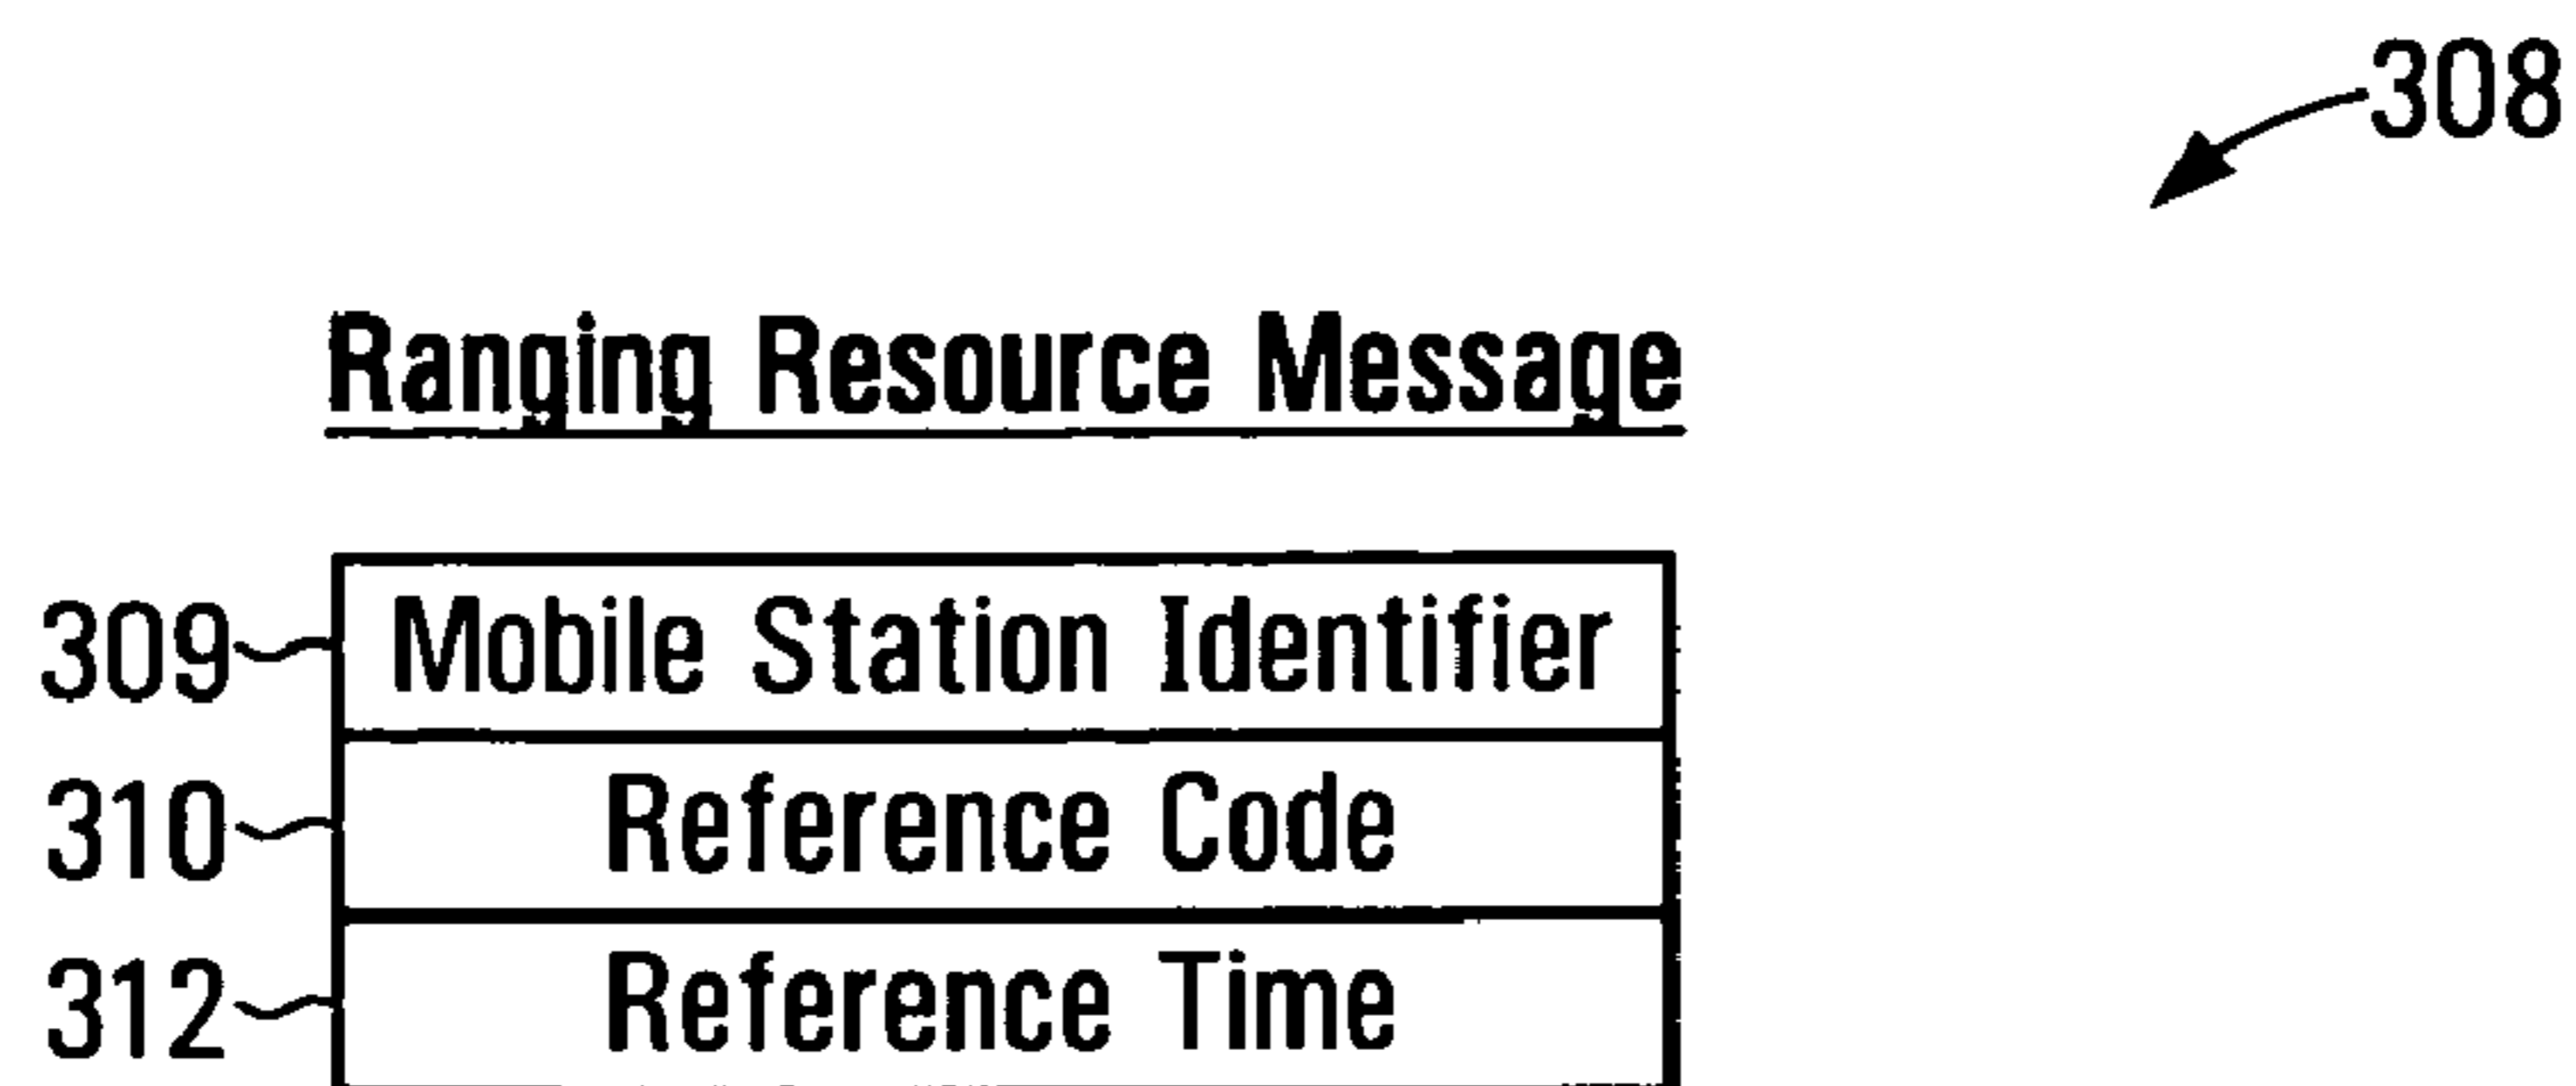 308
Ranging Resource Message
309 Mobile Station Identifier
310 Reference Code
312 Reference Time